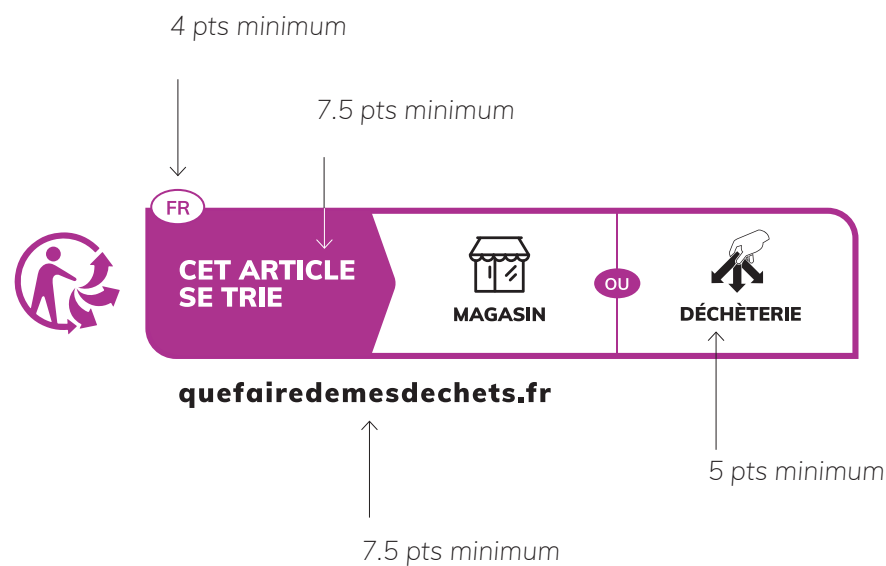 4 pts minimum
7.5 pts minimum
FR
CET ARTICLE
SE TRIE
MAGASIN
OU
DÉCHÈTERIE
quefairedemesdechets.fr
5 pts minimum
7.5 pts minimum